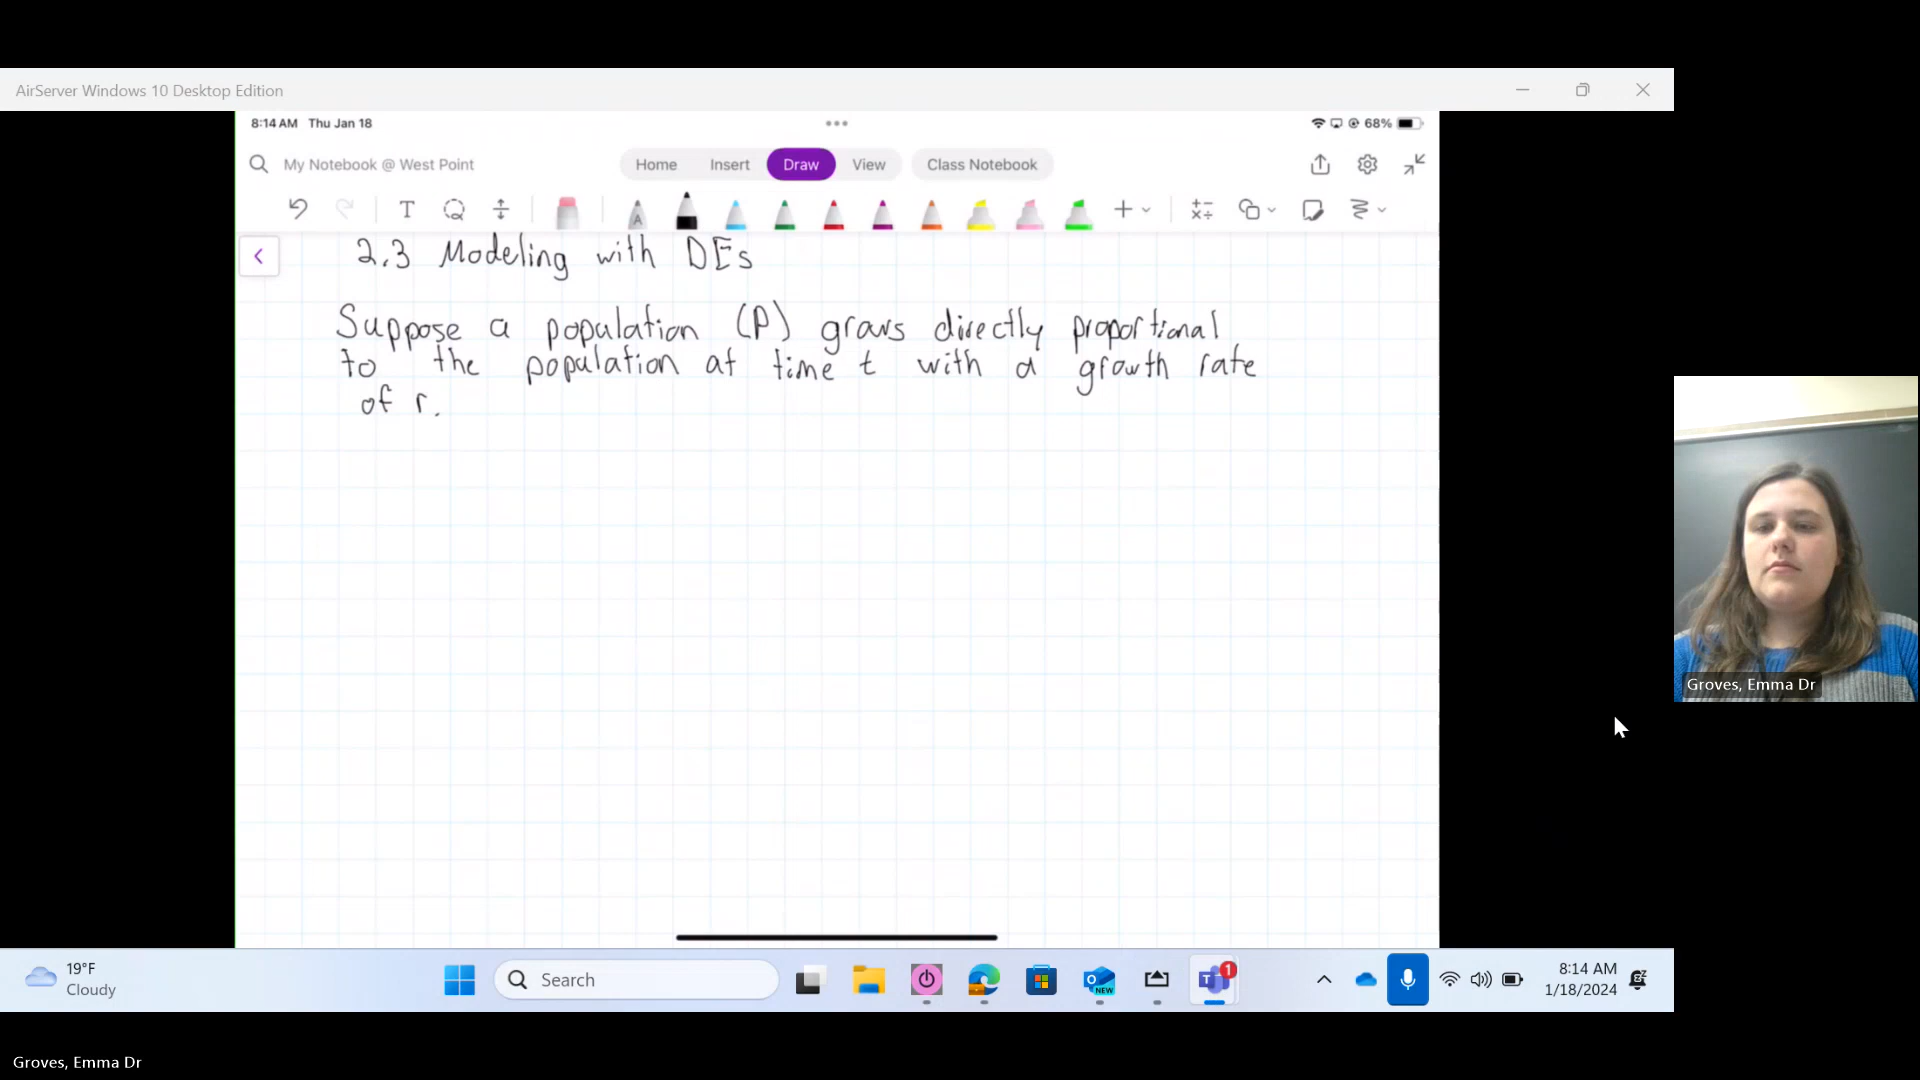 AirServer Windows 10 Desktop Edition
8:14 AM Thu Jan 18
68%
My Notebook @ West Point
Home Insert Draw View Class Notebook
T
A
2.3 Modeling with DEs
Suppose a population (P) grows directly proportional
to the population at time t with a growth rate
of r.
Groves, Emma Dr
19°F
Cloudy
Search
NEW
1
8:14 AM
1/18/2024
Groves, Emma Dr